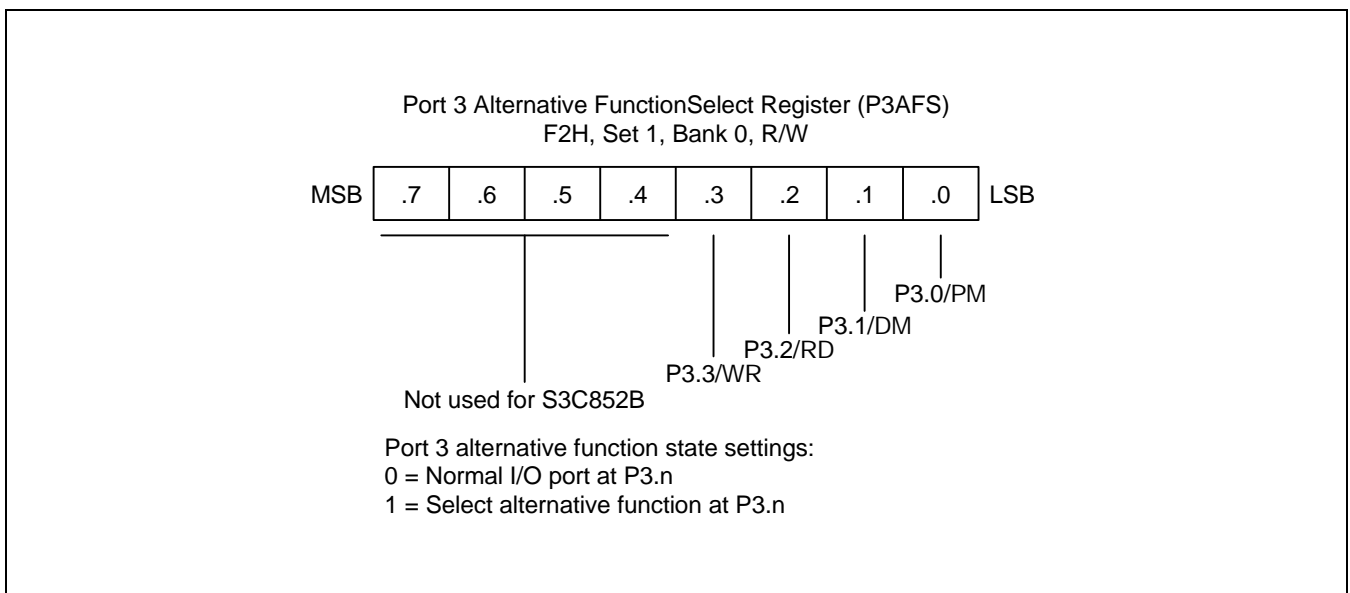 Port 3 Alternative FunctionSelect Register (P3AFS)
F2H, Set 1, Bank 0, R/W
MSB .7 .6 .5 .4 .3 .2 .1 .0 LSB
P3.0/PM
P3.1/DM
P3.2/RD
P3.3/WR
Not used for S3C852B
Port 3 alternative function state settings:
0 = Normal I/O port at P3.n
1 = Select alternative function at P3.n